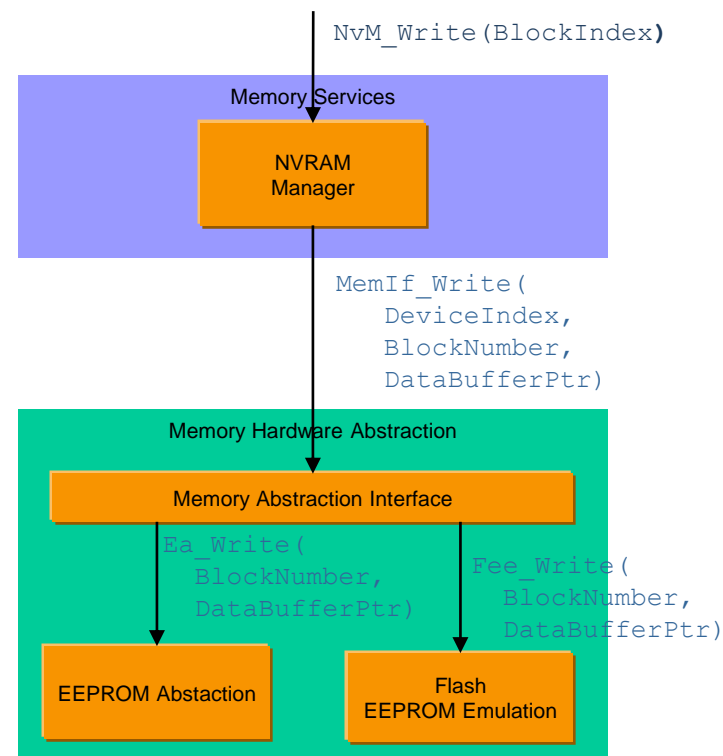 NvM_Write(BlockIndex)
Memory Services
NVRAM
Manager
MemIf_Write(
DeviceIndex,
BlockNumber,
DataBufferPtr)
Memory Hardware Abstraction
Memory Abstraction Interface
Ea_Write(
BlockNumber,
DataBufferPtr)
Fee_Write(
BlockNumber,
DataBufferPtr)
EEPROM Abstaction
Flash
EEPROM Emulation